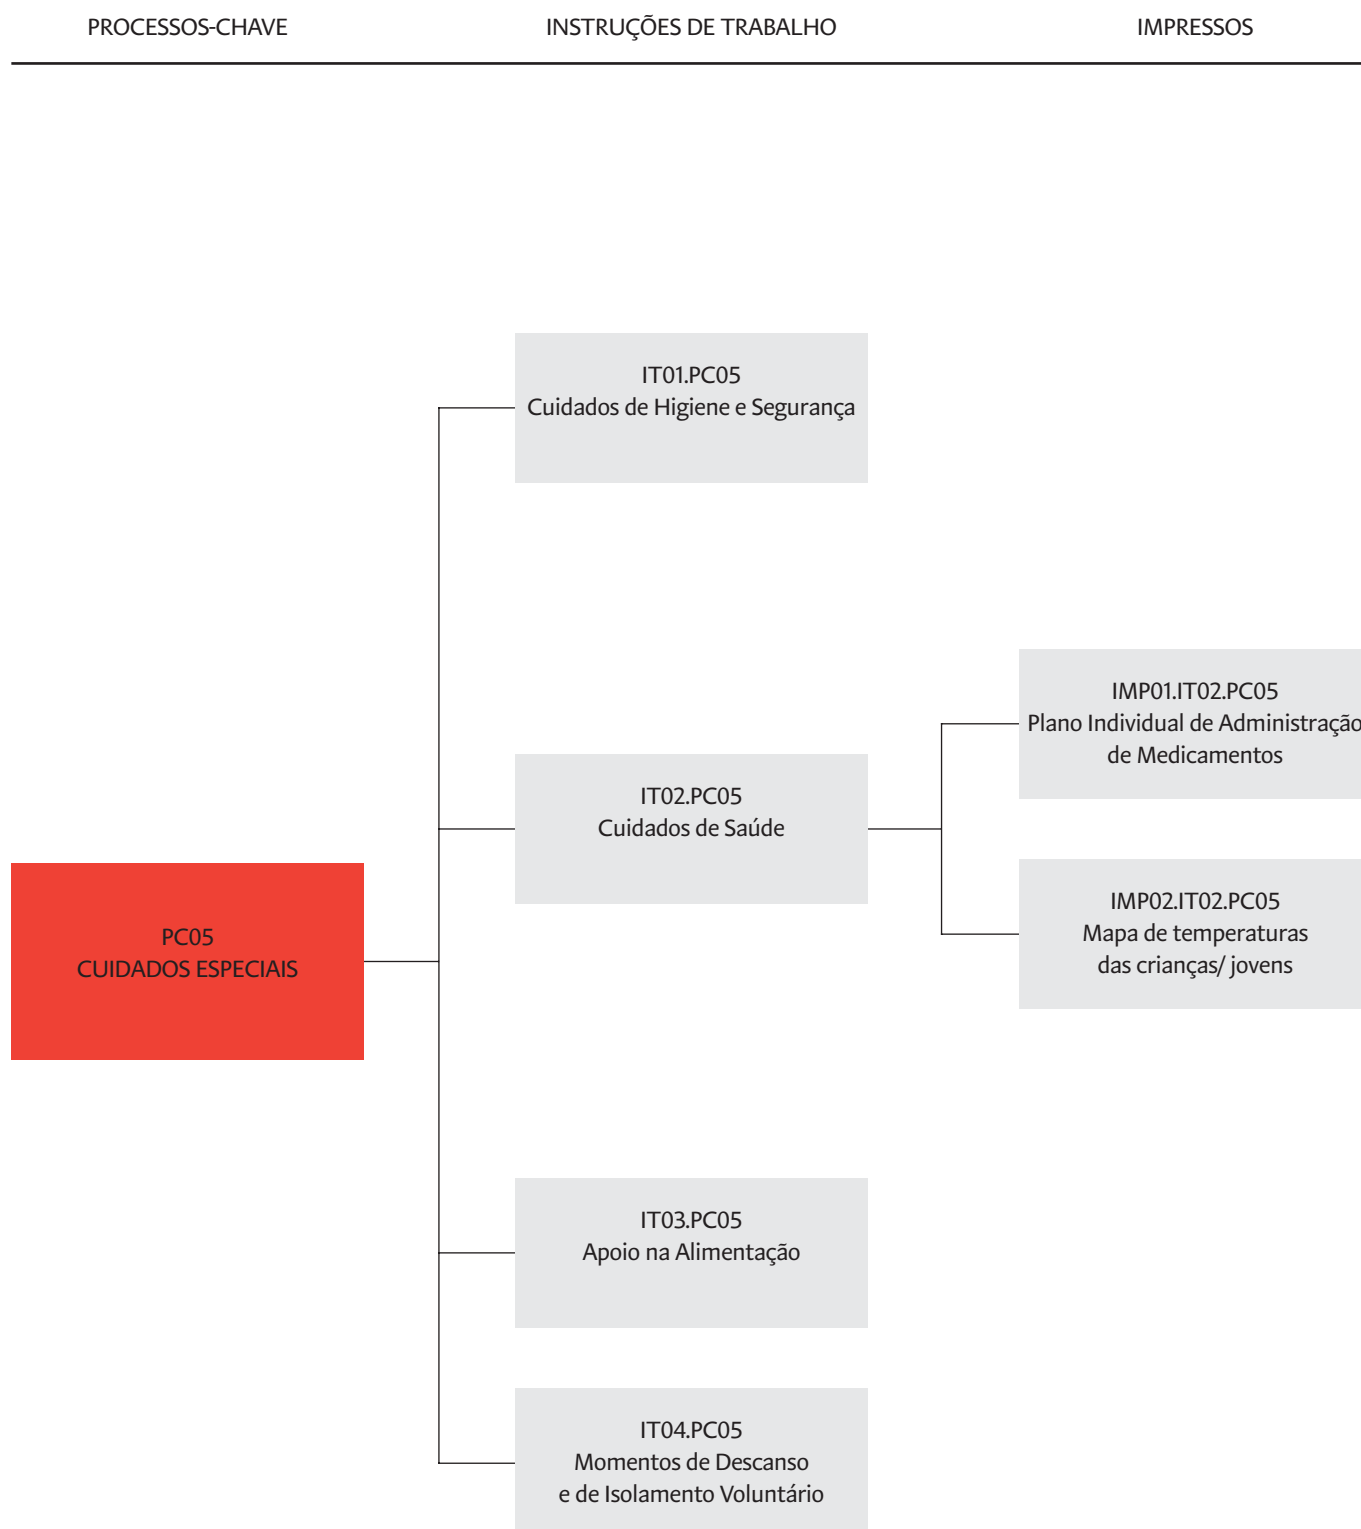 PROCESSOS-CHAVE
INSTRUÇÕES DE TRABALHO
IMPRESSOS
IT01.PC05
Cuidados de Higiene e Segurança
IMP01.IT02.PC05
Plano Individual de Administração
de Medicamentos
IT02.PC05
Cuidados de Saúde
IMP02.IT02.PC05
Mapa de temperaturas
das crianças/ jovens
PC05
CUIDADOS ESPECIAIS
IT03.PC05
Apoio na Alimentação
IT04.PC05
Momentos de Descanso
e de Isolamento Voluntário